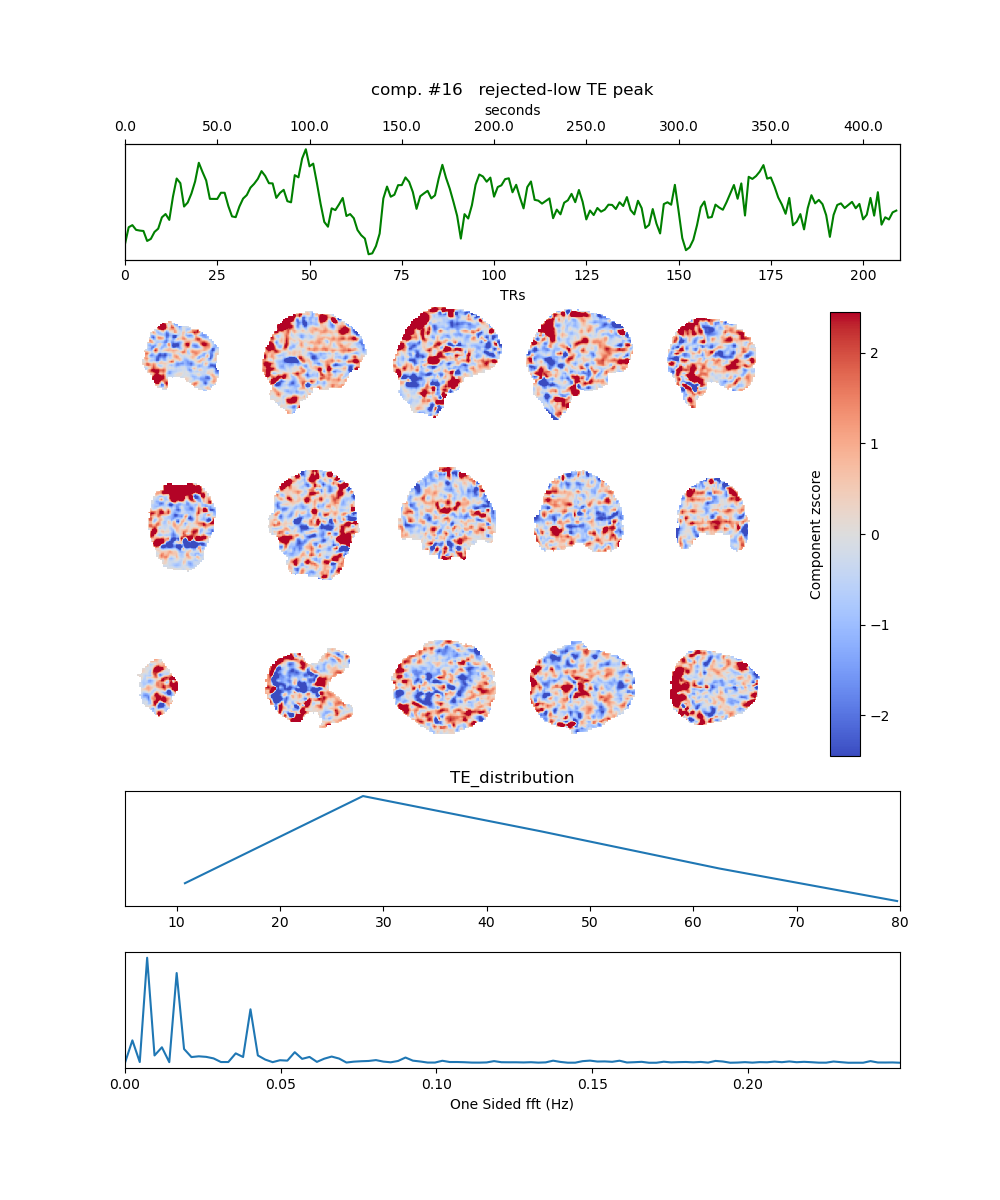 comp. #16   rejected-low TE peak
seconds
0.0 50.0 100.0 150.0 200.0 250.0 300.0 350.0 400.0
0 25 50 75 100 125 150 175 200
TRs
2
1
0
−1
−2
Component zscore
TE_distribution
10 20 30 40 50 60 70 80
0.00 0.05 0.10 0.15 0.20
One Sided fft (Hz)